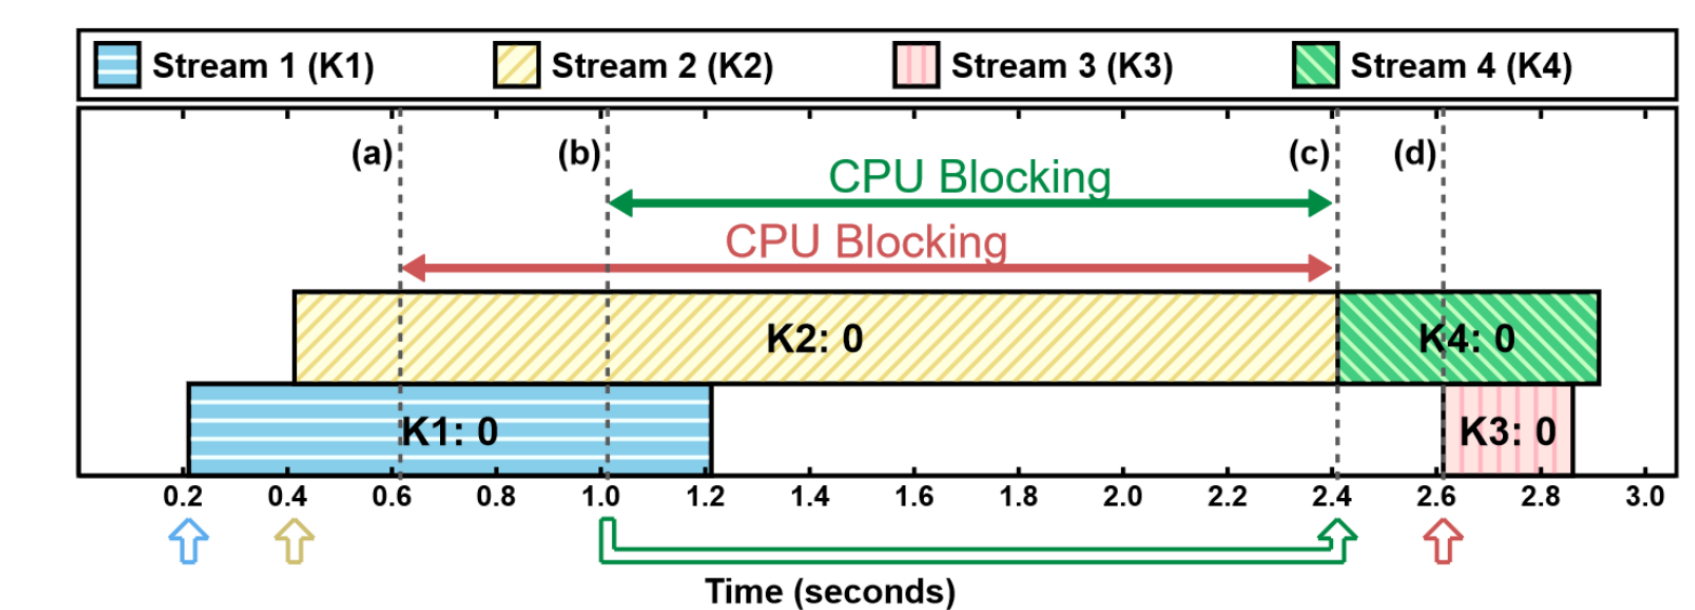 Stream 1 (K1) Stream 2 (K2) Stream 3 (K3) Stream 4 (K4)
(a) (b) (c) (d)
CPU Blocking
CPU Blocking
K2: 0 K4: 0
K1: 0 K3: 0
0.2 0.4 0.6 0.8 1.0 1.2 1.4 1.6 1.8 2.0 2.2 2.4 2.6 2.8 3.0
Time (seconds)